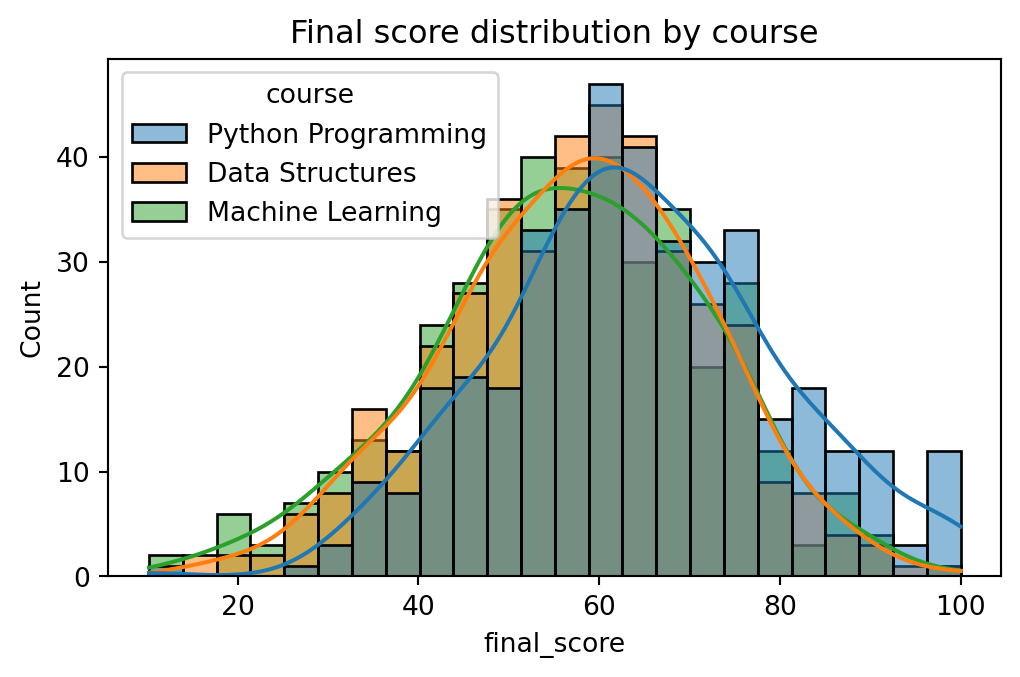 Final score distribution by course
course
Python Programming
Data Structures
Machine Learning
Count
40
30
20
10
0
20 40 60 80 100
final_score